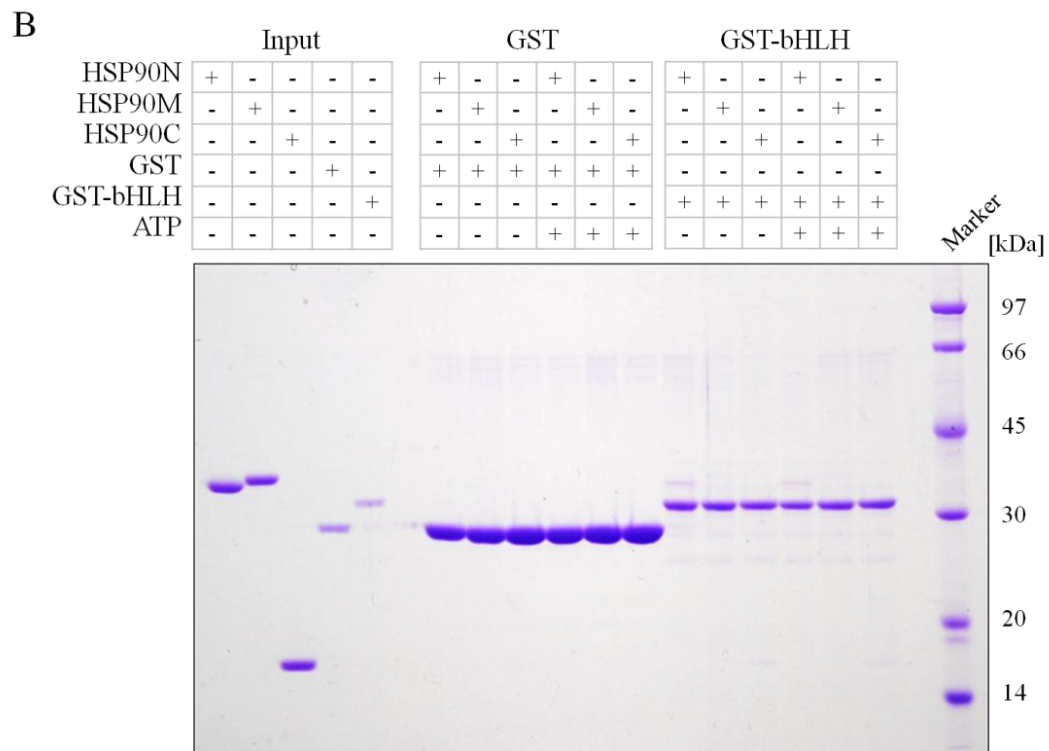 B
Input GST GST-bHLH
HSP90N + - - - - + - - + - - + - - + - -
HSP90M - + - - - - + - - + - - + - - + -
HSP90C - - + - - - - + - - + - - + - - +
GST - - - + - + + + + + + - - - - - -
GST-bHLH - - - - + - - - - - - + + + + + +
ATP - - - - - - - - + + + - - - + + +
Marker
[kDa]
97
66
45
30
20
14